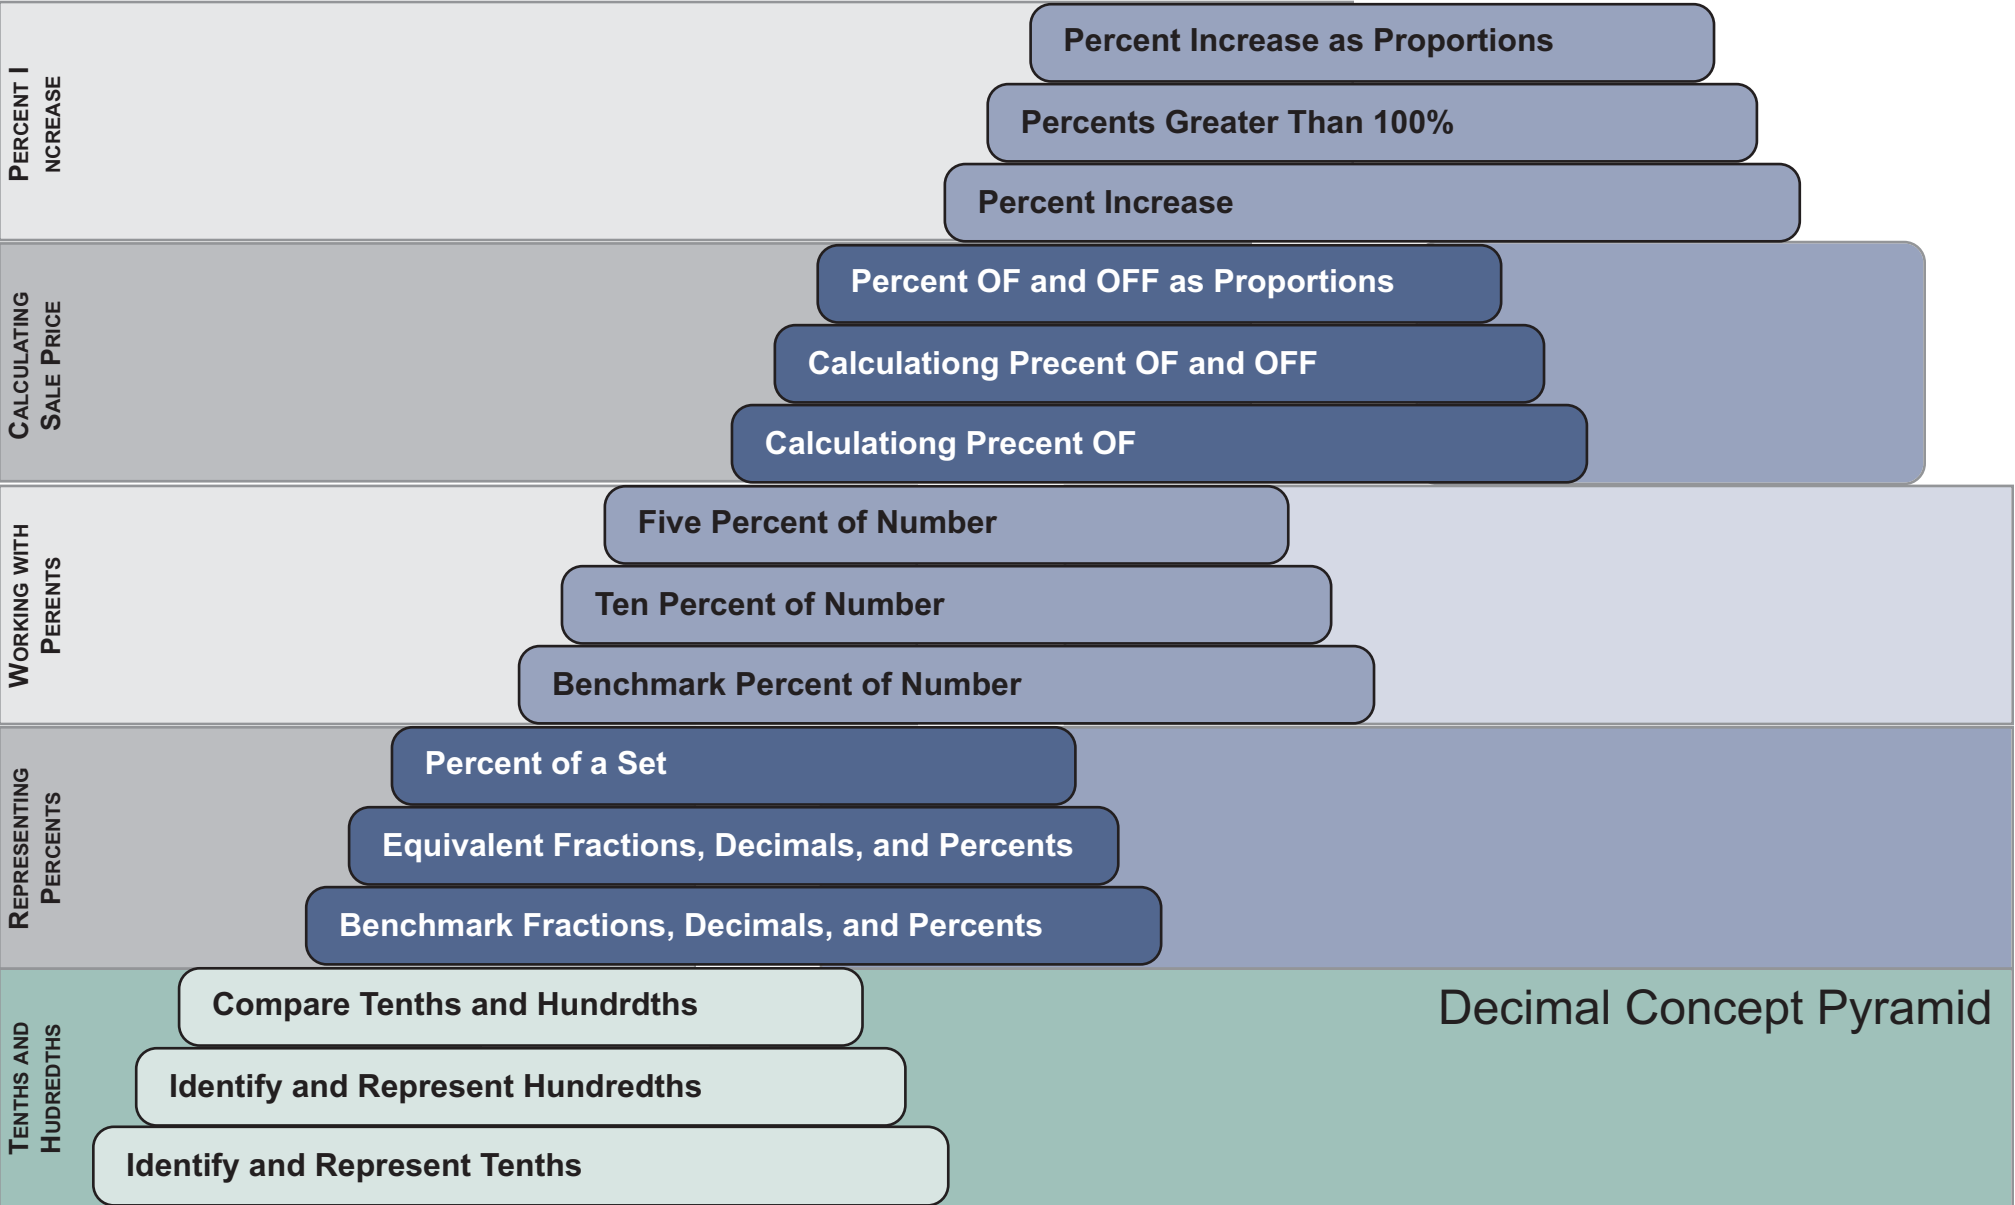 PERCENT I
NCREASE
Percent Increase as Proportions
Percents Greater Than 100%
Percent Increase
CALCULATING
SALE PRICE
Percent OF and OFF as Proportions
Calculationg Precent OF and OFF
Calculationg Precent OF
WORKING WITH
PERENTS
Five Percent of Number
Ten Percent of Number
Benchmark Percent of Number
REPRESENTING
PERCENTS
Percent of a Set
Equivalent Fractions, Decimals, and Percents
Benchmark Fractions, Decimals, and Percents
TENTHS AND
HUDREDTHS
Compare Tenths and Hundrdths
Identify and Represent Hundredths
Identify and Represent Tenths
Decimal Concept Pyramid